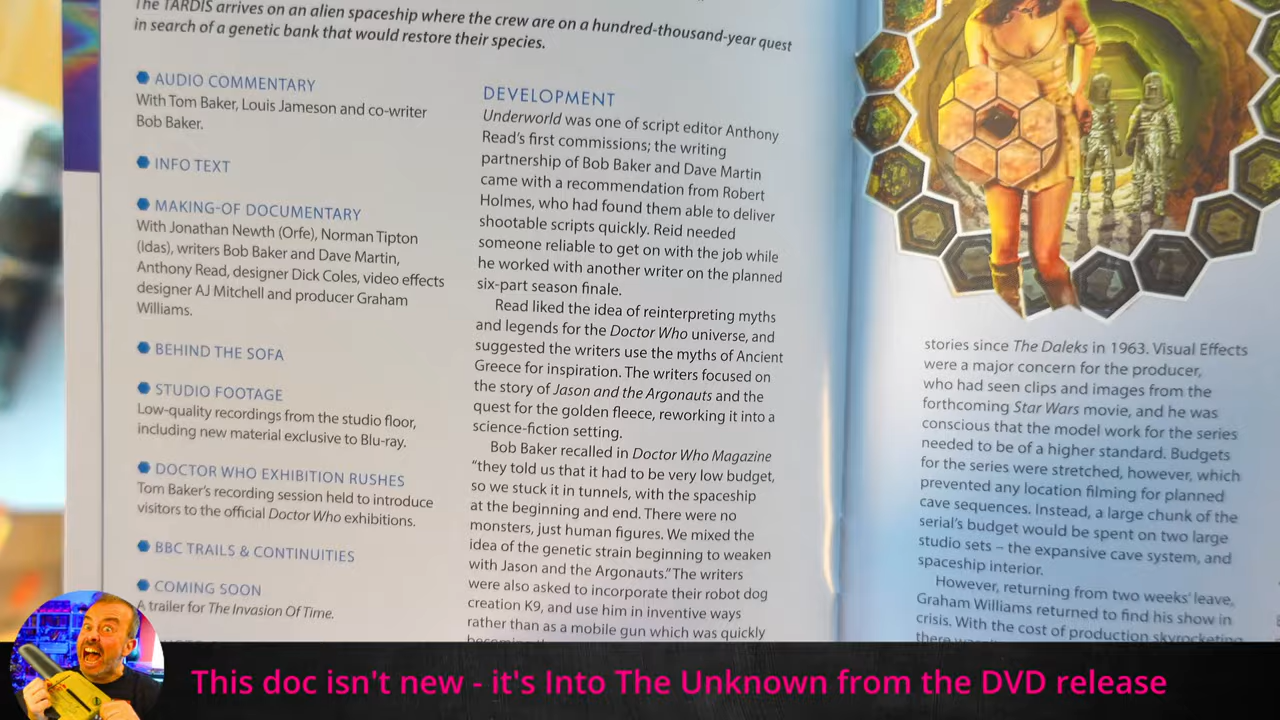 The TARDIS arrives on an alien spaceship where the crew are on a hundred-thousand-year quest
in search of a genetic bank that would restore their species.
AUDIO COMMENTARY
With Tom Baker, Louis Jameson and co-writer
Bob Baker.
INFO TEXT
MAKING-OF DOCUMENTARY
With Jonathan Newth (Orfe), Norman Tipton
(Idas), writers Bob Baker and Dave Martin,
Anthony Read, designer Dick Coles, video effects
designer AJ Mitchell and producer Graham
Williams.
BEHIND THE SOFA
STUDIO FOOTAGE
Low-quality recordings from the studio floor,
including new material exclusive to Blu-ray.
DOCTOR WHO EXHIBITION RUSHES
Tom Baker's recording session held to introduce
visitors to the official Doctor Who exhibitions.
BBC TRAILS & CONTINUITIES
COMING SOON
A trailer for The Invasion Of Time.
DEVELOPMENT
Underworld was one of script editor Anthony
Read's first commissions; the writing
partnership of Bob Baker and Dave Martin
came with a recommendation from Robert
Holmes, who had found them able to deliver
shootable scripts quickly. Reid needed
someone reliable to get on with the job while
he worked with another writer on the planned
six-part season finale.
Read liked the idea of reinterpreting myths
and legends for the Doctor Who universe, and
suggested the writers use the myths of Ancient
Greece for inspiration. The writers focused on
the story of Jason and the Argonauts and the
quest for the golden fleece, reworking it into a
science-fiction setting.
Bob Baker recalled in Doctor Who Magazine
"they told us that it had to be very low budget,
so we stuck it in tunnels, with the spaceship
at the beginning and end. There were no
monsters, just human figures. We mixed the
idea of the genetic strain beginning to weaken
with Jason and the Argonauts." The writers
were also asked to incorporate their robot dog
creation K9, and use him in inventive ways
rather than as a mobile gun which was quickly
stories since The Daleks in 1963. Visual Effects
were a major concern for the producer,
who had seen clips and images from the
forthcoming Star Wars movie, and he was
conscious that the model work for the series
needed to be of a higher standard. Budgets
for the series were stretched, however, which
prevented any location filming for planned
cave sequences. Instead, a large chunk of the
serial's budget would be spent on two large
studio sets – the expansive cave system, and
spaceship interior.
However, returning from two weeks' leave,
Graham Williams returned to find his show in
crisis. With the cost of production skyrocketing
This doc isn't new - it's Into The Unknown from the DVD release